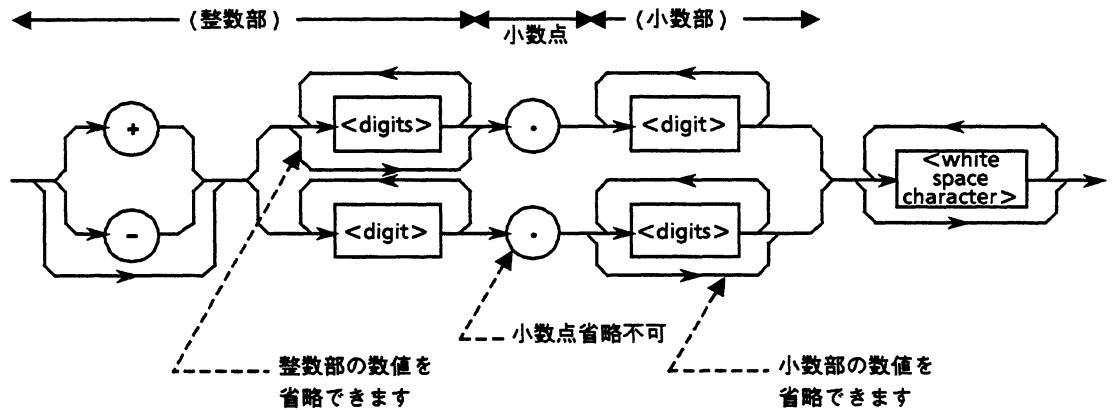 (整数部)
小数点
(小数部)
+
<digits>
.
<digit>
<white
space
character>
-
<digit>
.
<digits>
小数点省略不可
整数部の数値を
省略できます
小数部の数値を
省略できます